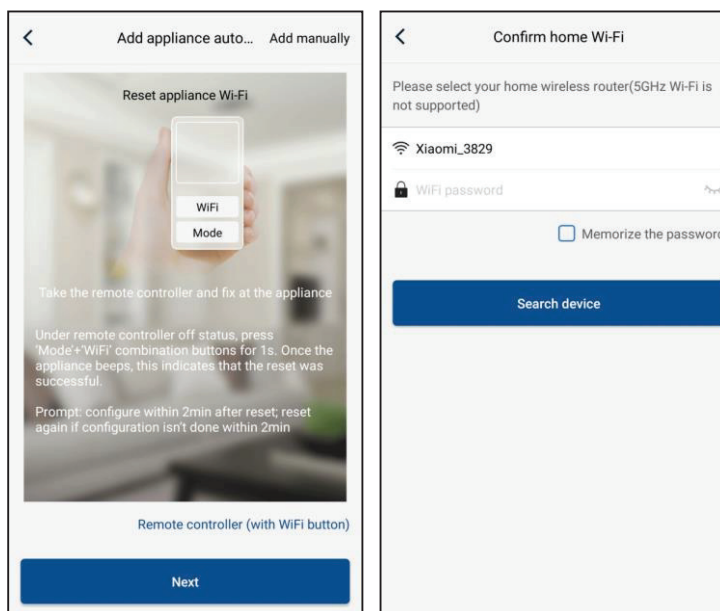 Add appliance auto... Add manually
Reset appliance Wi-Fi
WiFi
Mode
Take the remote controller and fix at the appliance
Under remote controller off status, press
'Mode'+'WiFi' combination buttons for 1s. Once the
appliance beeps, this indicates that the reset was
successful.
Prompt: configure within 2min after reset; reset
again if configuration isn't done within 2min
Remote controller (with WiFi button)
Next
Confirm home Wi-Fi
Please select your home wireless router(5GHz Wi-Fi is
not supported)
Xiaomi_3829
WiFi password
Memorize the password
Search device